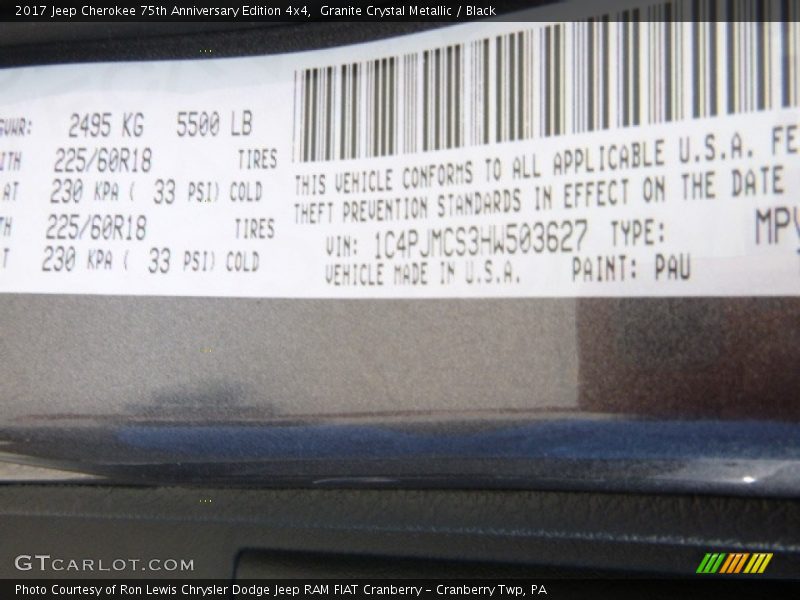 2017 Jeep Cherokee 75th Anniversary Edition 4x4,  Granite Crystal Metallic / Black
GVWR: 2495 KG 5500 LB
225/60R18 TIRES
AT 230 KPA ( 33 PSI) COLD
225/60R18 TIRES
230 KPA ( 33 PSI) COLD
THIS VEHICLE CONFORMS TO ALL APPLICABLE U.S.A. FE
THEFT PREVENTION STANDARDS IN EFFECT ON THE DATE
VIN: 1C4PJMCS3HW503627 TYPE: MPV
VEHICLE MADE IN U.S.A. PAINT: PAU
GTCARLOT.COM
Photo Courtesy of Ron Lewis Chrysler Dodge Jeep RAM FIAT Cranberry – Cranberry Twp, PA